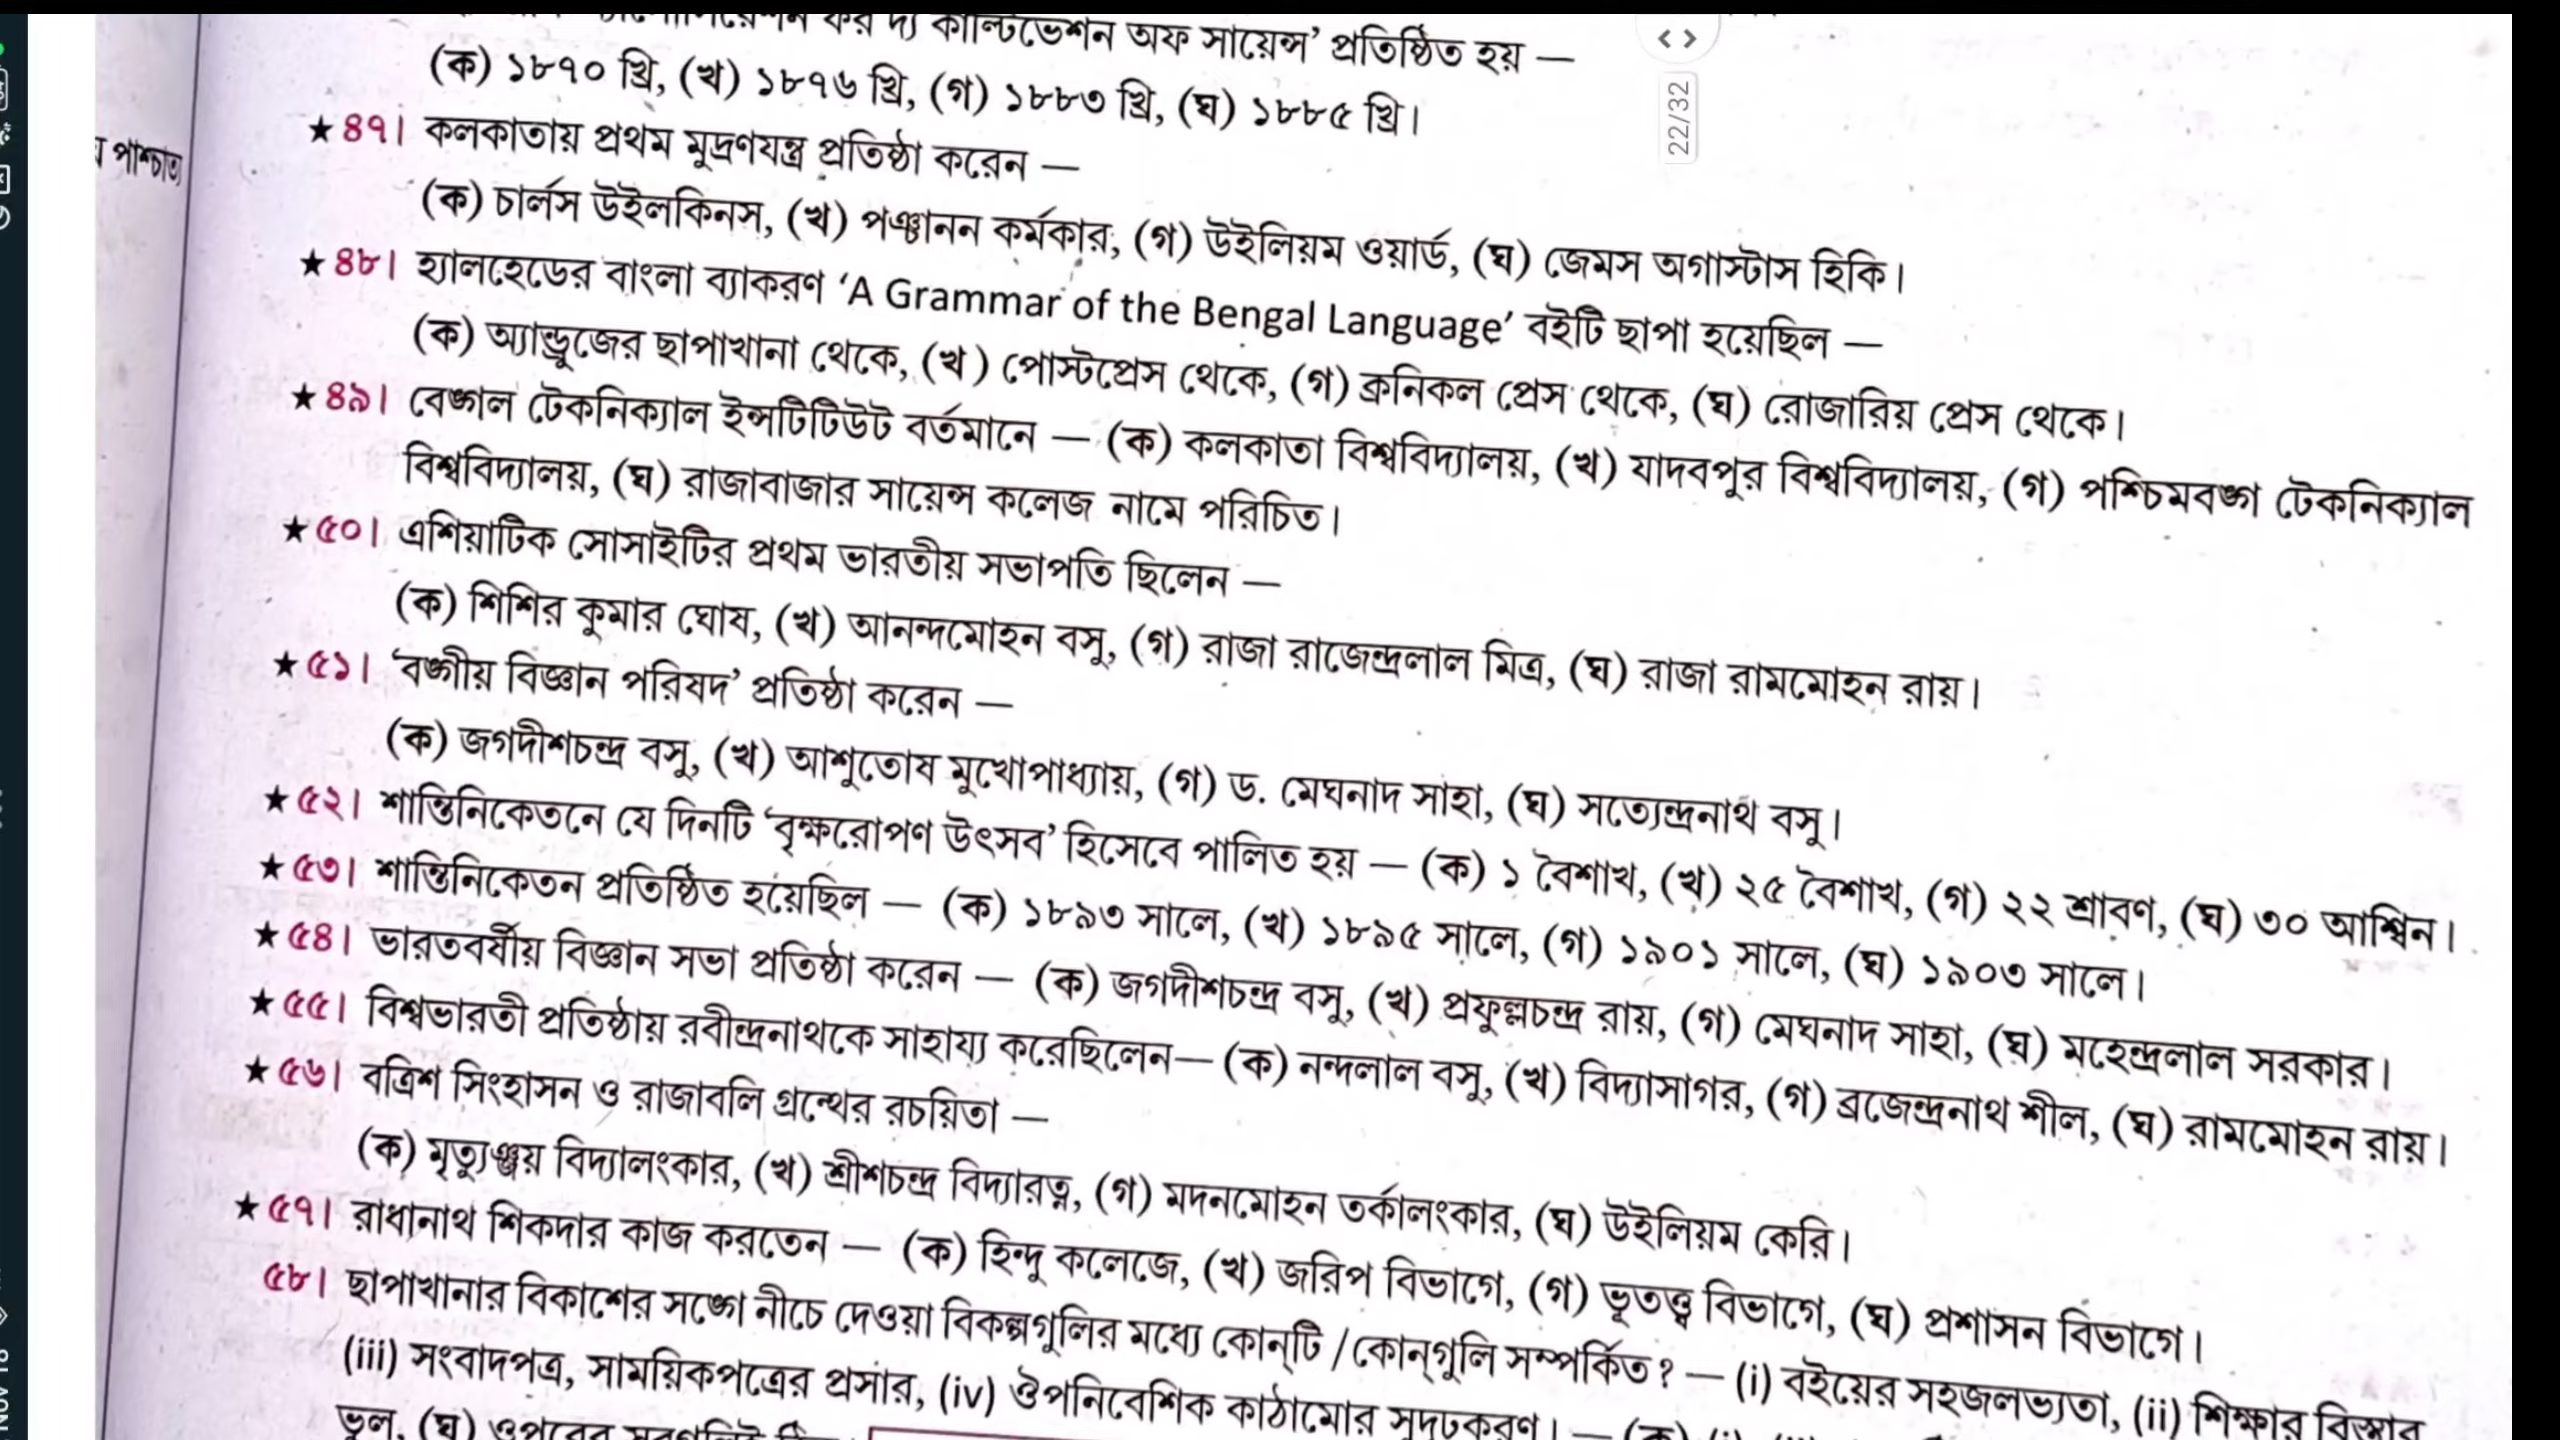 কর দ্য কাল্টিভেশন অফ সায়েন্স’ প্রতিষ্ঠিত হয় —
(ক) ১৮৭০ খ্রি, (খ) ১৮৭৬ খ্রি, (গ) ১৮৮৩ খ্রি, (ঘ) ১৮৮৫ খ্রি।
22/32
পাশ্চাত্য
★ ৪৭। কলকাতায় প্রথম মুদ্রণযন্ত্র প্রতিষ্ঠা করেন —
(ক) চার্লস উইলকিনস, (খ) পঞ্চানন কর্মকার, (গ) উইলিয়ম ওয়ার্ড, (ঘ) জেমস অগাস্টাস হিকি।
★ ৪৮। হ্যালহেডের বাংলা ব্যাকরণ ‘A Grammar of the Bengal Language’ বইটি ছাপা হয়েছিল —
(ক) অ্যান্ড্রুজের ছাপাখানা থেকে, (খ) পোস্টপ্রেস থেকে, (গ) ক্রনিকল প্রেস থেকে, (ঘ) রোজারিয় প্রেস থেকে।
★ ৪৯। বেঙ্গল টেকনিক্যাল ইন্সটিটিউট বর্তমানে — (ক) কলকাতা বিশ্ববিদ্যালয়, (খ) যাদবপুর বিশ্ববিদ্যালয়, (গ) পশ্চিমবঙ্গ টেকনিক্যাল
বিশ্ববিদ্যালয়, (ঘ) রাজাবাজার সায়েন্স কলেজ নামে পরিচিত।
★ ৫০। এশিয়াটিক সোসাইটির প্রথম ভারতীয় সভাপতি ছিলেন —
(ক) শিশির কুমার ঘোষ, (খ) আনন্দমোহন বসু, (গ) রাজা রাজেন্দ্রলাল মিত্র, (ঘ) রাজা রামমোহন রায়।
★ ৫১। ‘বঙ্গীয় বিজ্ঞান পরিষদ’ প্রতিষ্ঠা করেন —
(ক) জগদীশচন্দ্র বসু, (খ) আশুতোষ মুখোপাধ্যায়, (গ) ড. মেঘনাদ সাহা, (ঘ) সত্যেন্দ্রনাথ বসু।
★ ৫২। শান্তিনিকেতনে যে দিনটি ‘বৃক্ষরোপণ উৎসব’ হিসেবে পালিত হয় — (ক) ১ বৈশাখ, (খ) ২৫ বৈশাখ, (গ) ২২ শ্রাবণ, (ঘ) ৩০ আশ্বিন।
★ ৫৩। শান্তিনিকেতন প্রতিষ্ঠিত হয়েছিল — (ক) ১৮৯৩ সালে, (খ) ১৮৯৫ সালে, (গ) ১৯০১ সালে, (ঘ) ১৯০৩ সালে।
★ ৫৪। ভারতবর্ষীয় বিজ্ঞান সভা প্রতিষ্ঠা করেন — (ক) জগদীশচন্দ্র বসু, (খ) প্রফুল্লচন্দ্র রায়, (গ) মেঘনাদ সাহা, (ঘ) মহেন্দ্রলাল সরকার।
★ ৫৫। বিশ্বভারতী প্রতিষ্ঠায় রবীন্দ্রনাথকে সাহায্য করেছিলেন— (ক) নন্দলাল বসু, (খ) বিদ্যাসাগর, (গ) ব্রজেন্দ্রনাথ শীল, (ঘ) রামমোহন রায়।
★ ৫৬। বত্রিশ সিংহাসন ও রাজাবলি গ্রন্থের রচয়িতা —
(ক) মৃত্যুঞ্জয় বিদ্যালংকার, (খ) শ্রীশচন্দ্র বিদ্যারত্ন, (গ) মদনমোহন তর্কালংকার, (ঘ) উইলিয়ম কেরি।
★ ৫৭। রাধানাথ শিকদার কাজ করতেন — (ক) হিন্দু কলেজে, (খ) জরিপ বিভাগে, (গ) ভূতত্ত্ব বিভাগে, (ঘ) প্রশাসন বিভাগে।
৫৮। ছাপাখানার বিকাশের সঙ্গে নীচে দেওয়া বিকল্পগুলির মধ্যে কোন্‌টি / কোন্‌গুলি সম্পর্কিত? — (i) বইয়ের সহজলভ্যতা, (ii) শিক্ষার বিস্তার
(iii) সংবাদপত্র, সাময়িকপত্রের প্রসার, (iv) ঔপনিবেশিক কাঠামোর সুদৃঢ়করণ। — (ক)
ভুল, (ঘ) ওপরের সবগুলিই